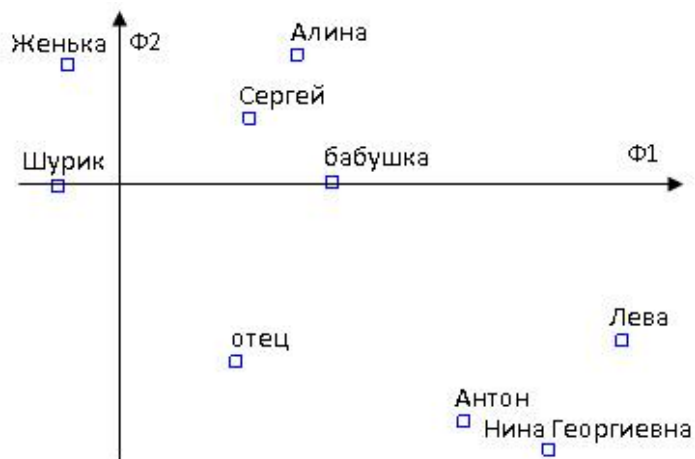 Женька
Ф2
Алина
Сергей
Шурик
бабушка
Ф1
отец
Лева
Антон
Нина Георгиевна